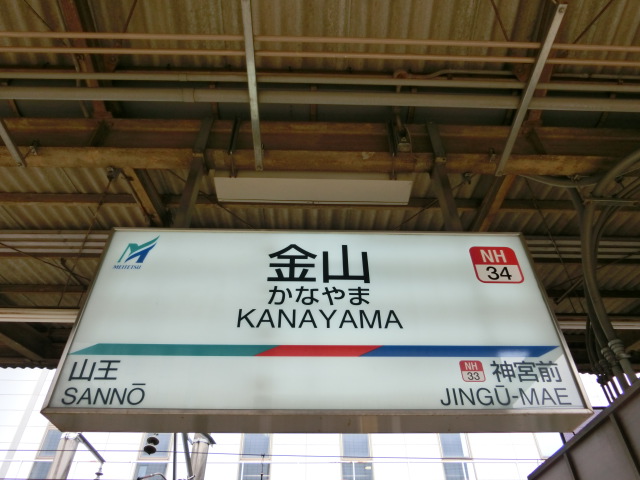 MEITETSU
金山
かなやま
KANAYAMA
NH
34
山王
SANNŌ
NH
33
神宮前
JINGŪ-MAE